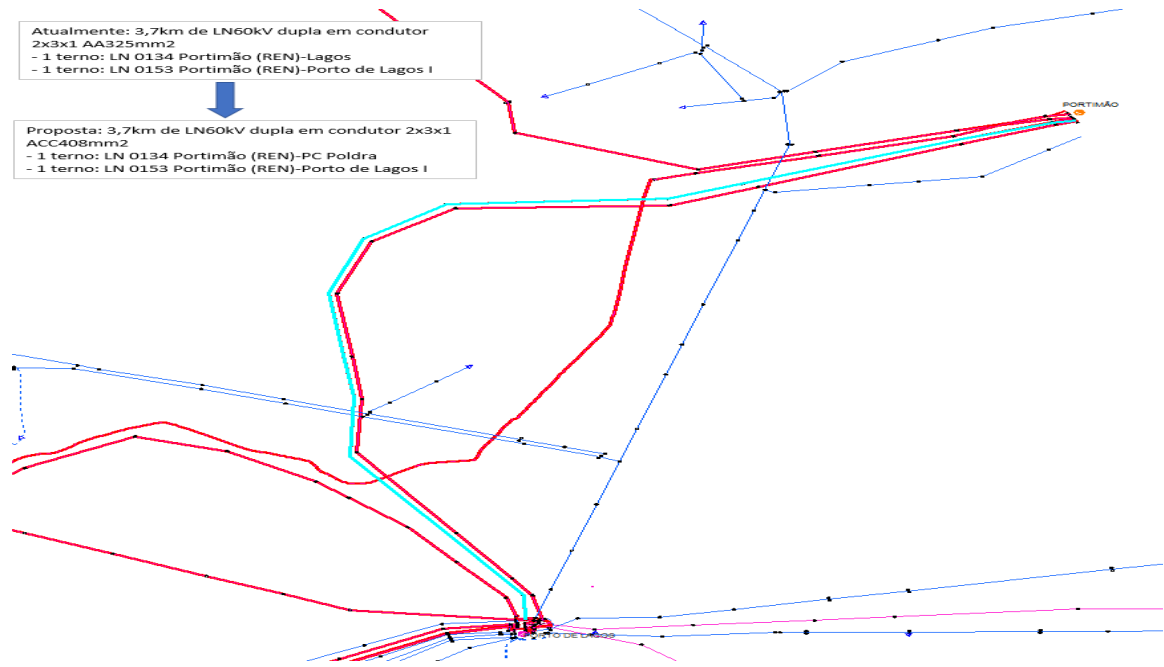 Atualmente: 3,7km de LN60kV dupla em condutor
2x3x1 AA325mm2
- 1 terno: LN 0134 Portimão (REN)-Lagos
- 1 terno: LN 0153 Portimão (REN)-Porto de Lagos I
Proposta: 3,7km de LN60kV dupla em condutor 2x3x1
ACC408mm2
- 1 terno: LN 0134 Portimão (REN)-PC Poldra
- 1 terno: LN 0153 Portimão (REN)-Porto de Lagos I
PORTIMÃO
DE LAGOS